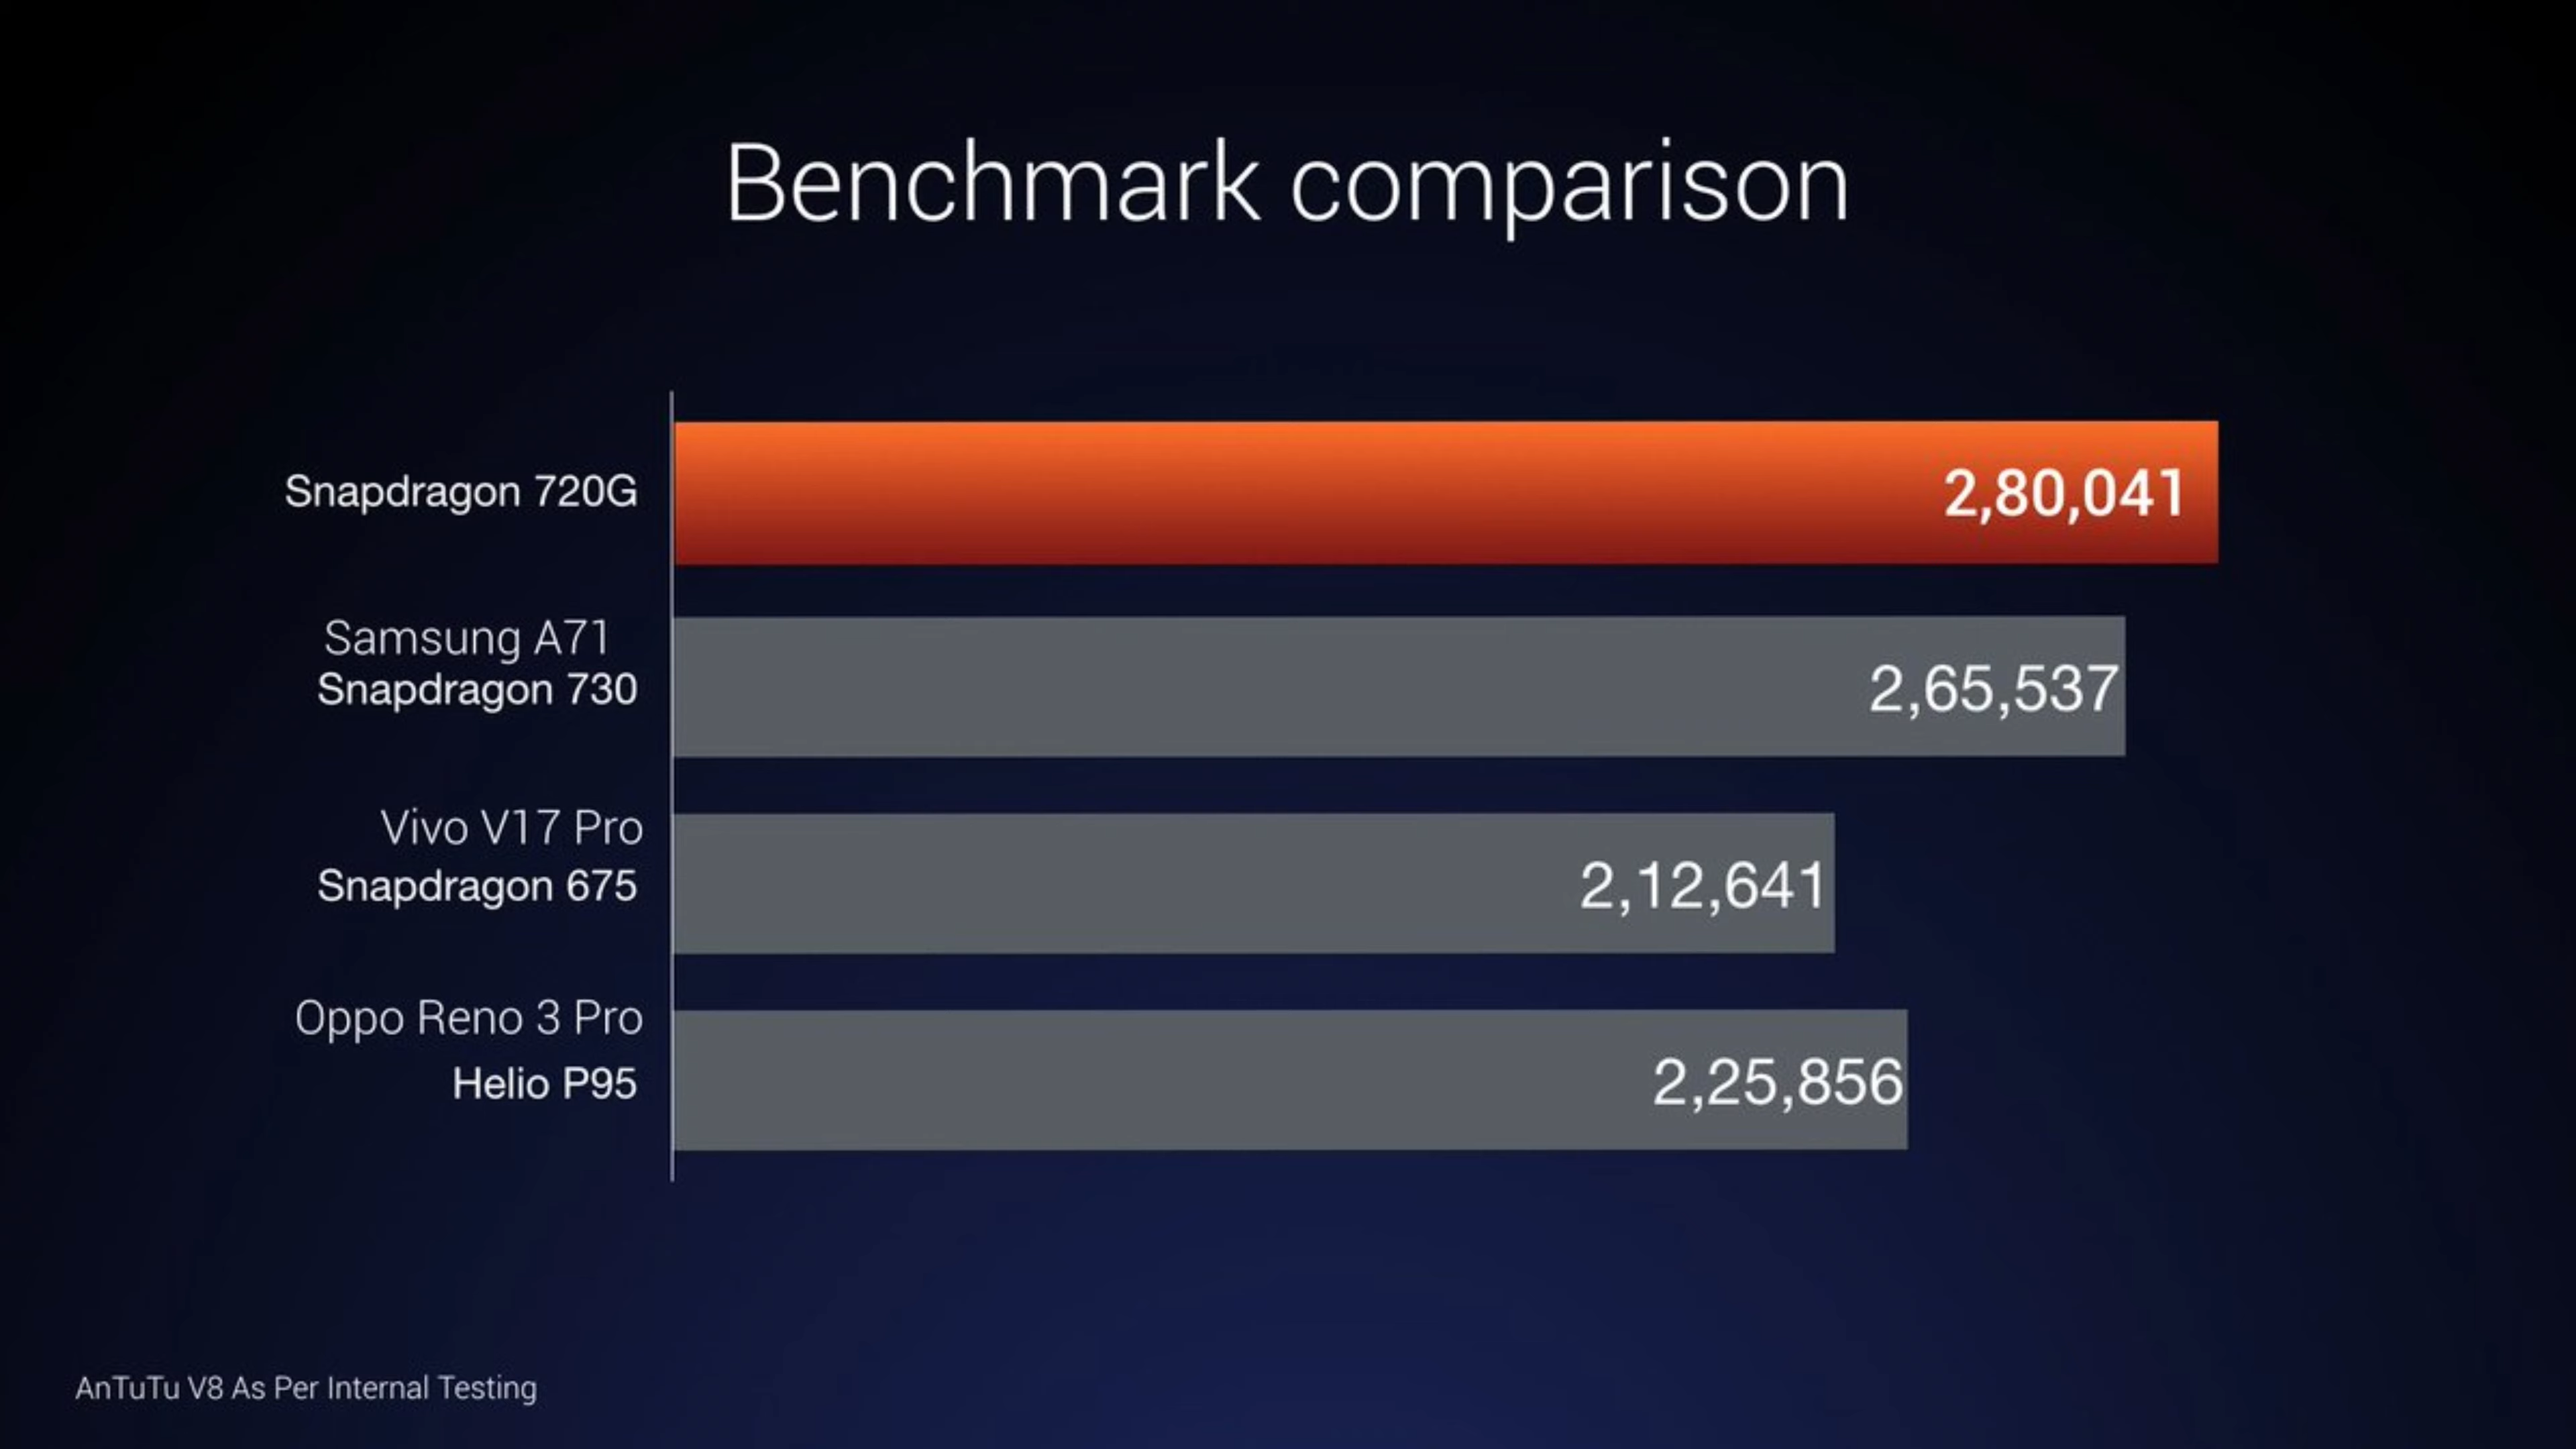 Benchmark comparison
Snapdragon 720G
2,80,041
Samsung A71
Snapdragon 730
2,65,537
Vivo V17 Pro
Snapdragon 675
2,12,641
Oppo Reno 3 Pro
Helio P95
2,25,856
AnTuTu V8 As Per Internal Testing